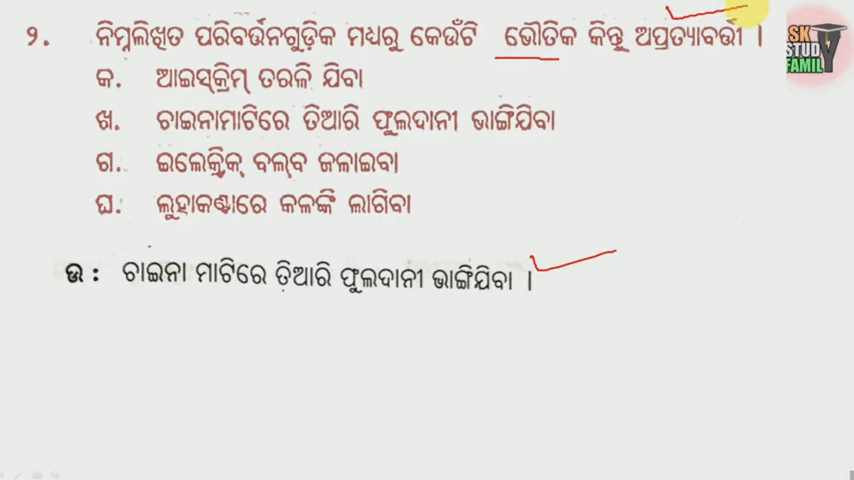 ୨. ନିମ୍ନଲିଖିତ ପରିବର୍ତ୍ତନଗୁଡ଼ିକ ମଧ୍ୟରୁ କେଉଁଟି ଭୌତିକ କିନ୍ତୁ ଅପ୍ରତ୍ୟାବର୍ତ୍ତୀ ।
କ. ଆଇସ୍‌କ୍ରିମ୍ ତରଳି ଯିବା
ଖ. ଚାଇନାମାଟିରେ ତିଆରି ଫୁଲଦାନୀ ଭାଙ୍ଗିଯିବା
ଗ. ଇଲେକ୍ଟ୍ରିକ୍ ବଲ୍‌ବ ଜଳାଇବା
ଘ. ଲୁହାକଣ୍ଟାରେ କଳଙ୍କି ଲାଗିବା
ଉ : ଚାଇନା ମାଟିରେ ତିଆରି ଫୁଲଦାନୀ ଭାଙ୍ଗିଯିବା ।
SK
STUDY
FAMILY